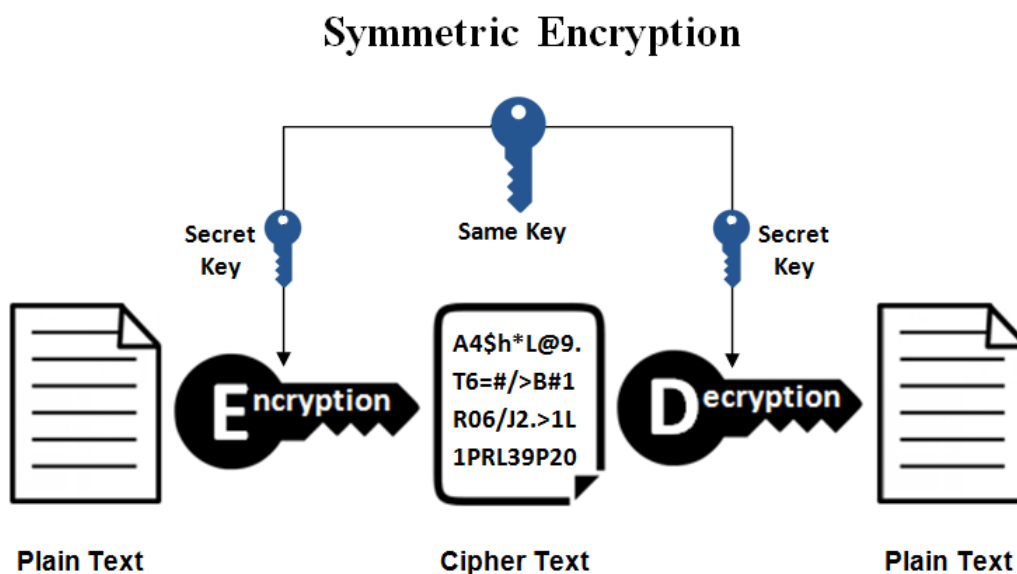 Symmetric Encryption
Secret
Key
Same Key
Secret
Key
Encryption
A4$h*L@9.
T6=#/>B#1
R06/J2.>1L
1PRL39P20
Decryption
Plain Text
Cipher Text
Plain Text